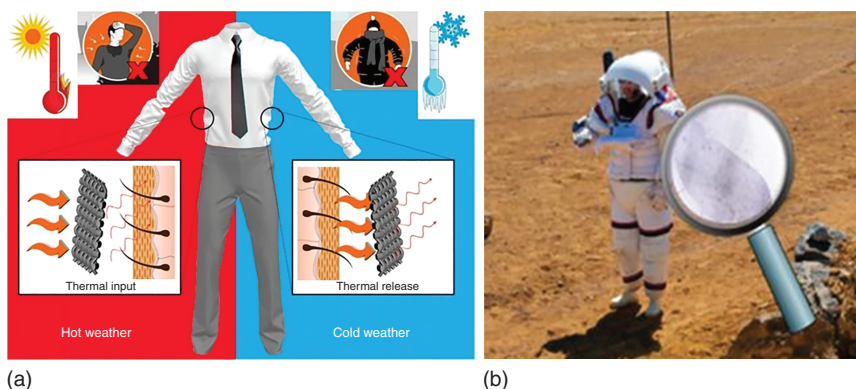 Thermal input
Thermal release
Hot weather
Cold weather
(a)
(b)